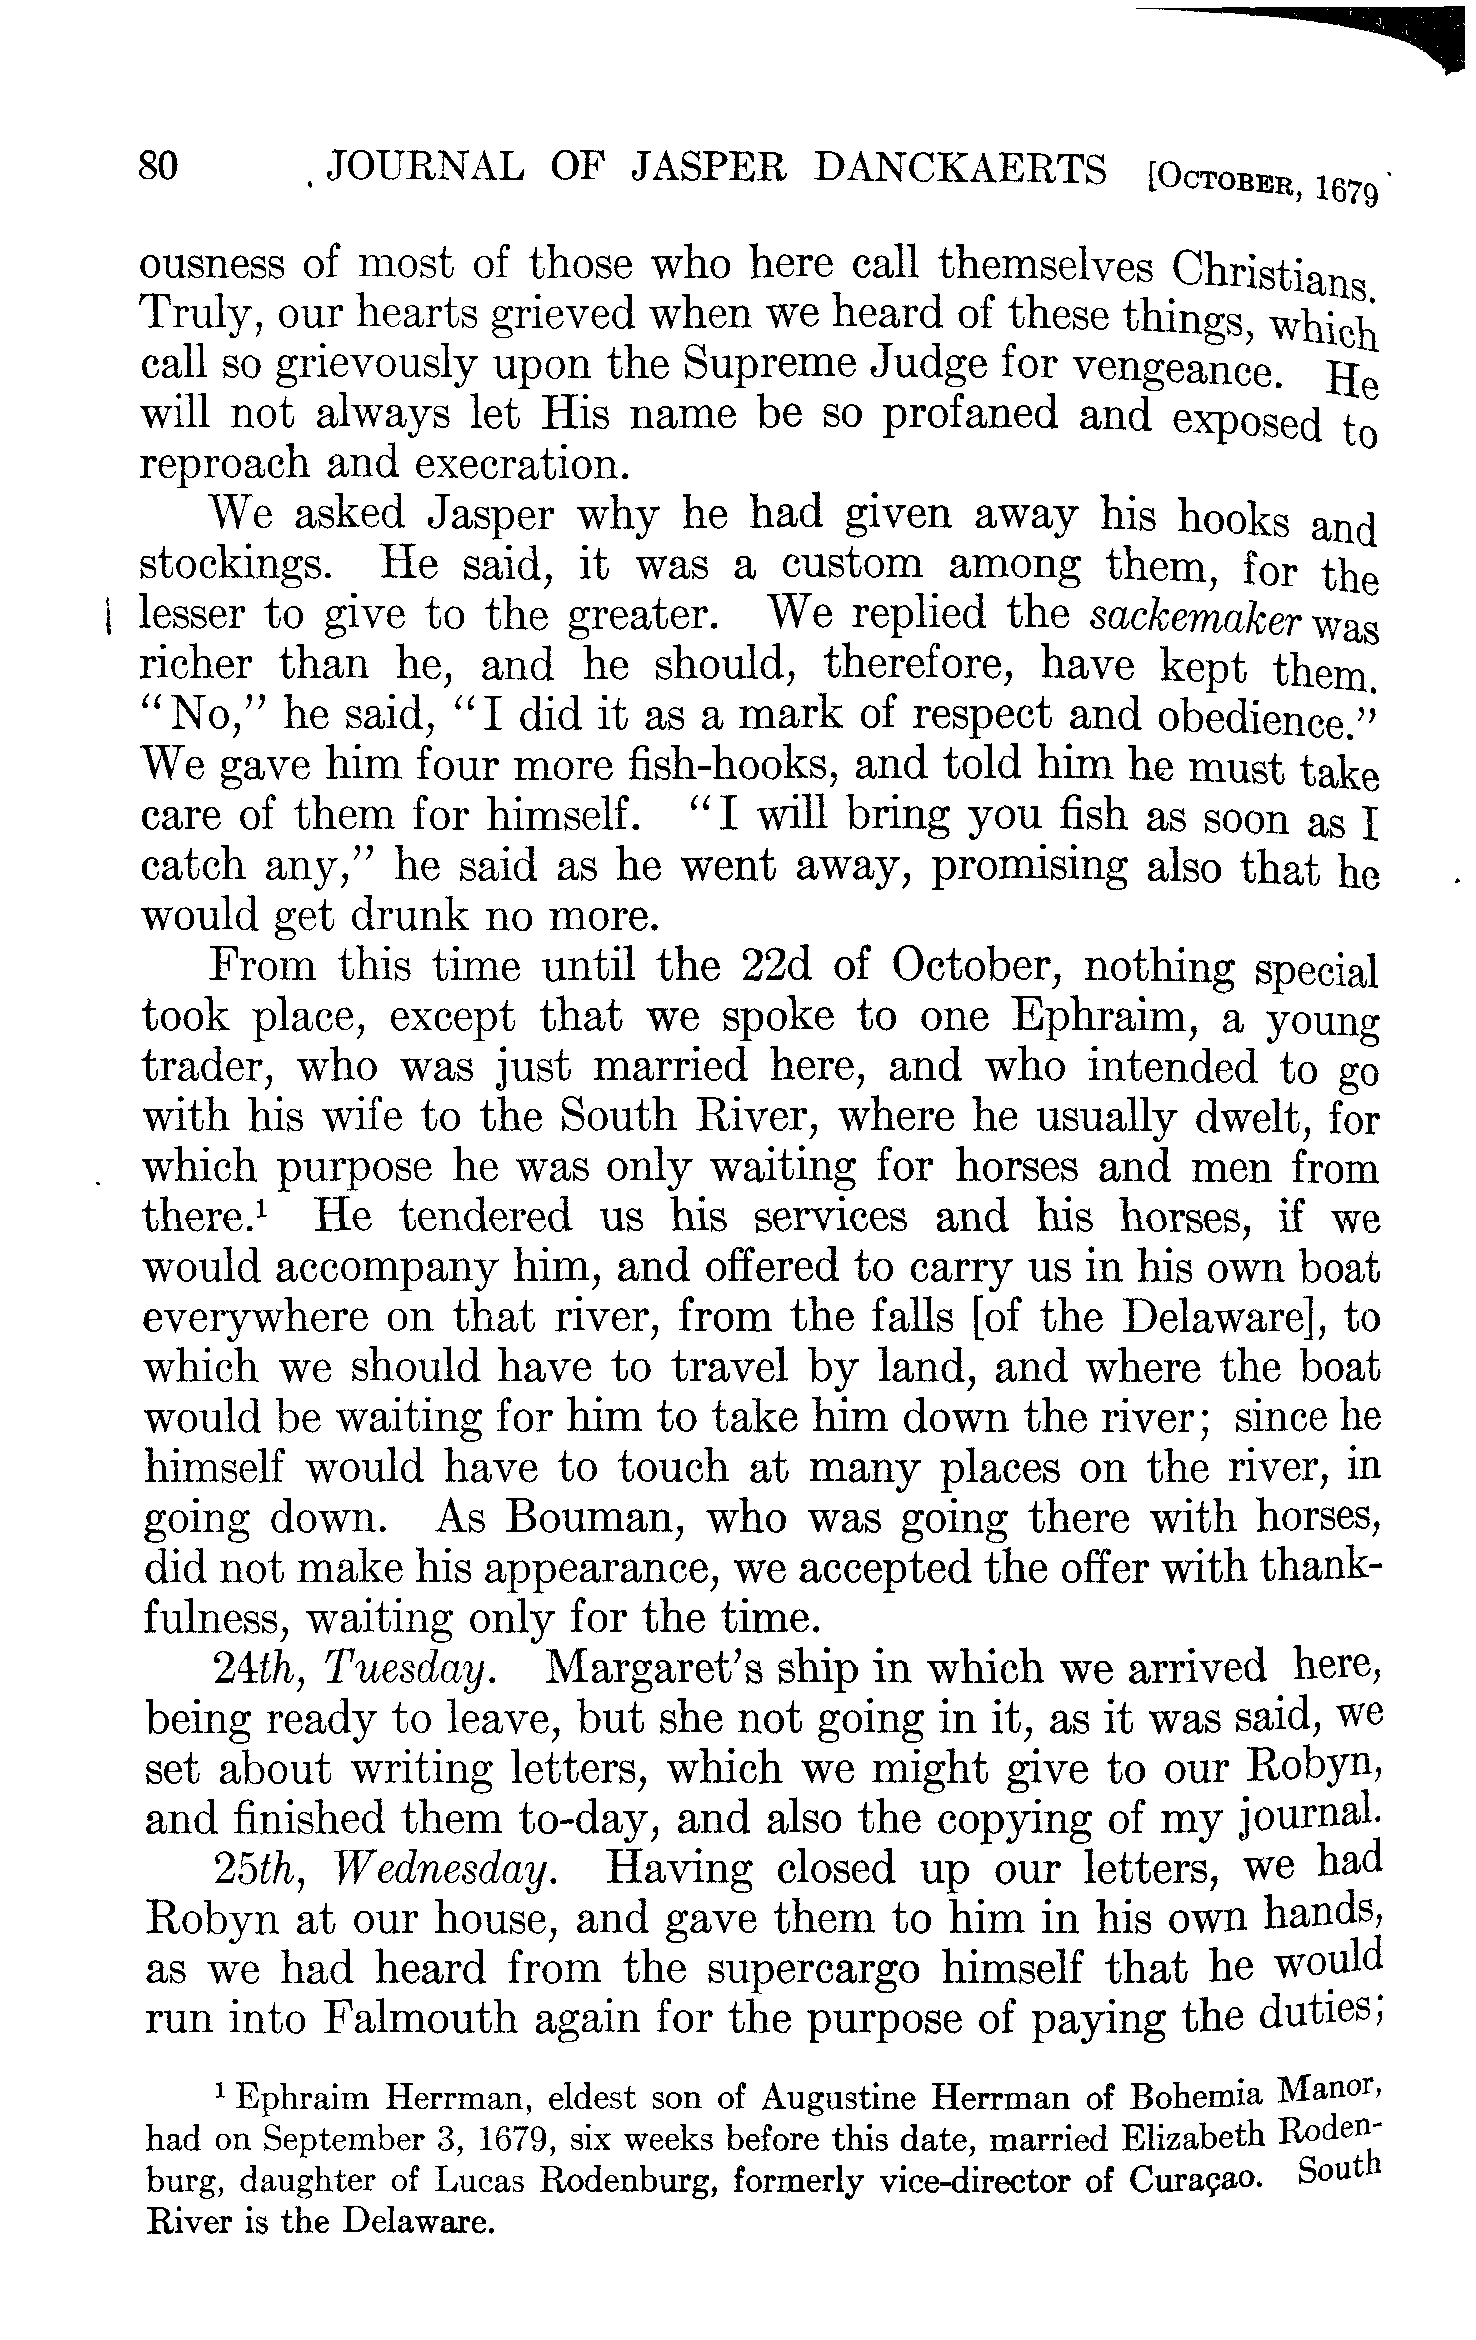 80 JOURNAL OF JASPER DANCKAERTS [OCTOBER, 1679
ousness of most of those who here call themselves Christians.
Truly, our hearts grieved when we heard of these things, which
call so grievously upon the Supreme Judge for vengeance. He
will not always let His name be so profaned and exposed to
reproach and execration.
We asked Jasper why he had given away his hooks and
stockings. He said, it was a custom among them, for the
lesser to give to the greater. We replied the sackemaker was
richer than he, and he should, therefore, have kept them.
"No," he said, "I did it as a mark of respect and obedience."
We gave him four more fish-hooks, and told him he must take
care of them for himself. "I will bring you fish as soon as I
catch any," he said as he went away, promising also that he
would get drunk no more.
From this time until the 22d of October, nothing special
took place, except that we spoke to one Ephraim, a young
trader, who was just married here, and who intended to go
with his wife to the South River, where he usually dwelt, for
which purpose he was only waiting for horses and men from
there.¹ He tendered us his services and his horses, if we
would accompany him, and offered to carry us in his own boat
everywhere on that river, from the falls [of the Delaware], to
which we should have to travel by land, and where the boat
would be waiting for him to take him down the river; since he
himself would have to touch at many places on the river, in
going down. As Bouman, who was going there with horses,
did not make his appearance, we accepted the offer with thank-
fulness, waiting only for the time.
24th, Tuesday. Margaret's ship in which we arrived here,
being ready to leave, but she not going in it, as it was said, we
set about writing letters, which we might give to our Robyn,
and finished them to-day, and also the copying of my journal.
25th, Wednesday. Having closed up our letters, we had
Robyn at our house, and gave them to him in his own hands,
as we had heard from the supercargo himself that he would
run into Falmouth again for the purpose of paying the duties;
¹ Ephraim Herrman, eldest son of Augustine Herrman of Bohemia Manor,
had on September 3, 1679, six weeks before this date, married Elizabeth Roden-
burg, daughter of Lucas Rodenburg, formerly vice-director of Curaçao. South
River is the Delaware.